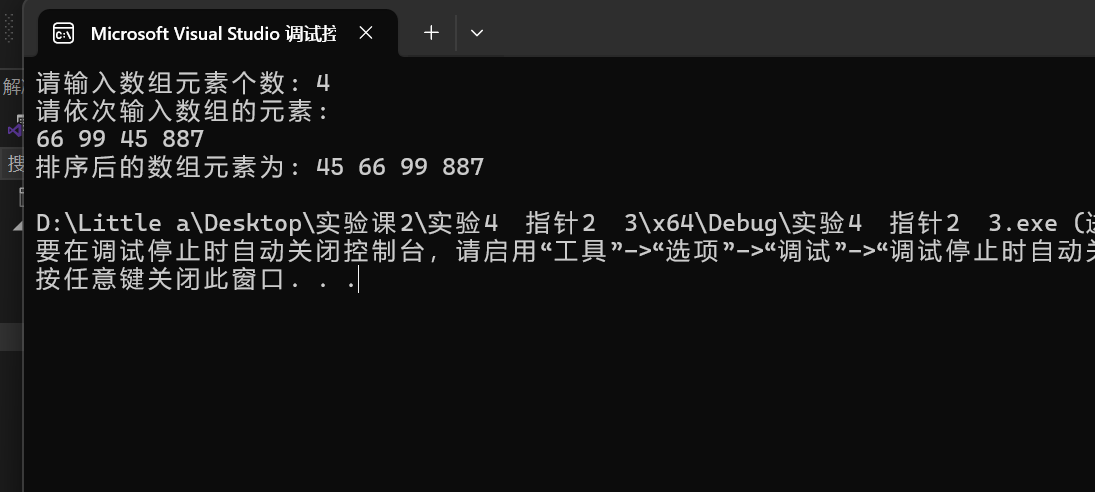 Microsoft Visual Studio 调试控
请输入数组元素个数: 4
请依次输入数组的元素:
66 99 45 887
排序后的数组元素为: 45 66 99 887
D:\Little a\Desktop\实验课2\实验4  指针2  3\x64\Debug\实验4  指针2  3.exe (进
要在调试停止时自动关闭控制台，请启用“工具”->“选项”->“调试”->“调试停止时自动关
按任意键关闭此窗口. . .
解
搜